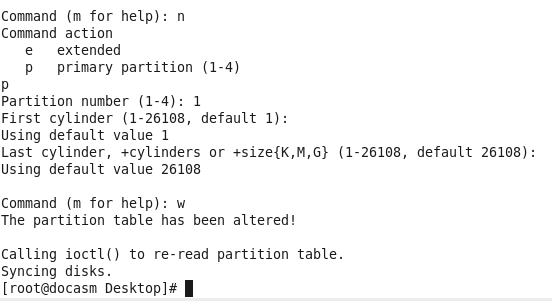 Command (m for help): n
Command action
   e   extended
   p   primary partition (1-4)
p
Partition number (1-4): 1
First cylinder (1-26108, default 1):
Using default value 1
Last cylinder, +cylinders or +size{K,M,G} (1-26108, default 26108):
Using default value 26108

Command (m for help): w
The partition table has been altered!

Calling ioctl() to re-read partition table.
Syncing disks.
[root@docasm Desktop]#